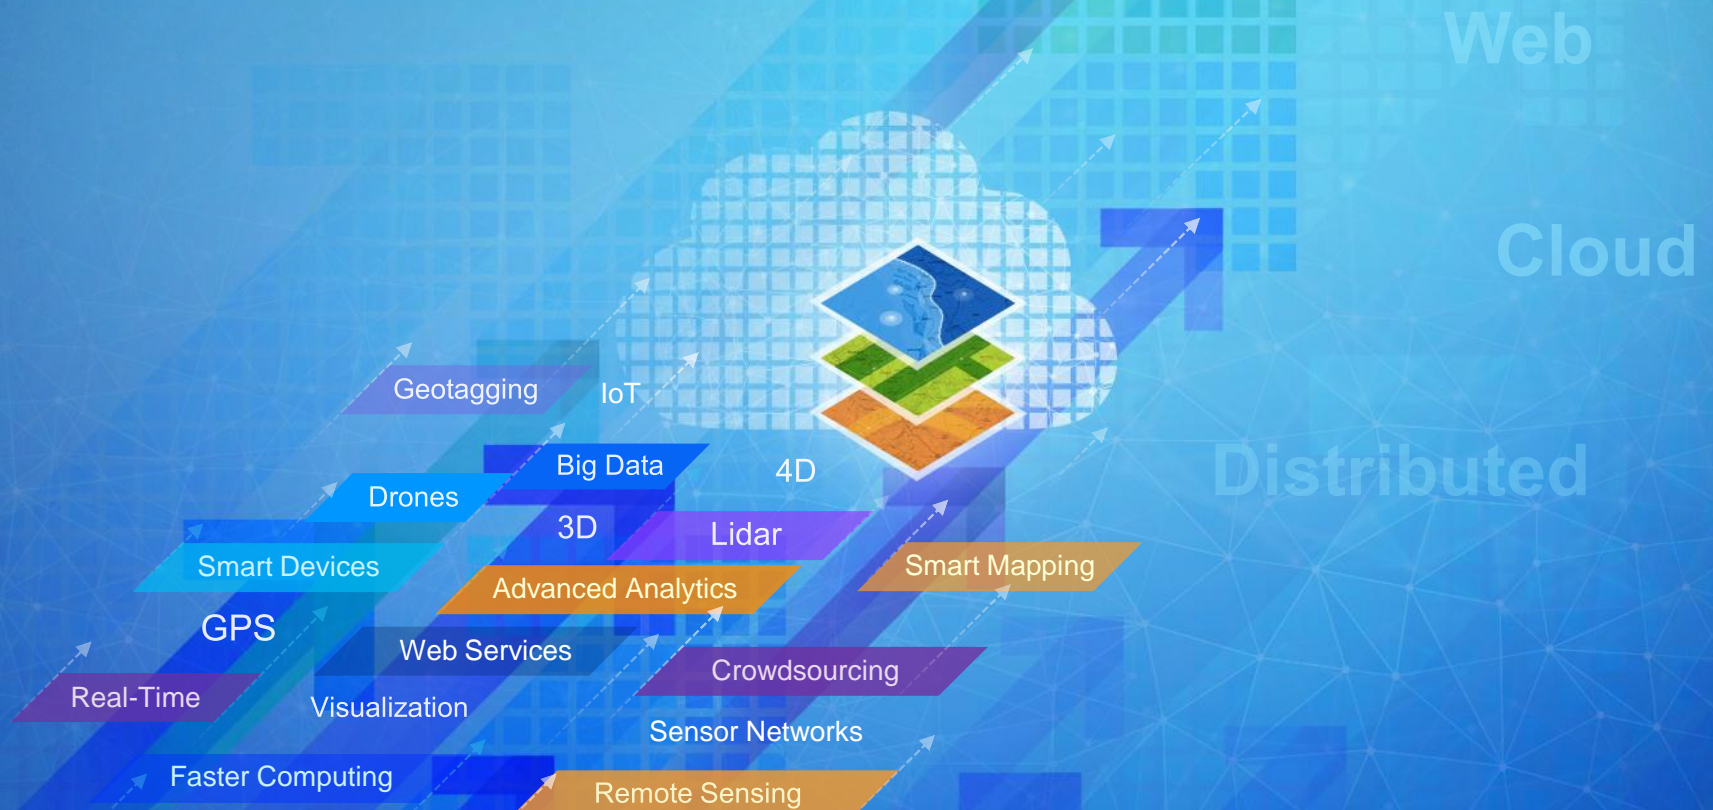 Web
Cloud
Geotagging
IoT
Distributed
Big Data
4D
Drones
3D
Lidar
Smart Devices
Smart Mapping
Advanced Analytics
GPS
Web Services
Crowdsourcing
Real-Time
Visualization
Sensor Networks
Faster Computing
Remote Sensing